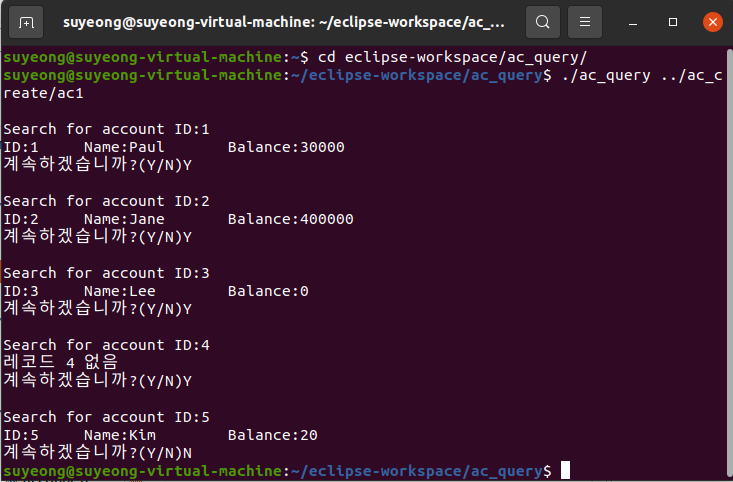 suyeong@suyeong-virtual-machine: ~/eclipse-workspace/ac_...
suyeong@suyeong-virtual-machine:~$ cd eclipse-workspace/ac_query/
suyeong@suyeong-virtual-machine:~/eclipse-workspace/ac_query$ ./ac_query ../ac_c
reate/ac1
Search for account ID:1
ID:1 Name:Paul Balance:30000
계속하겠습니까?(Y/N)Y
Search for account ID:2
ID:2 Name:Jane Balance:400000
계속하겠습니까?(Y/N)Y
Search for account ID:3
ID:3 Name:Lee Balance:0
계속하겠습니까?(Y/N)Y
Search for account ID:4
레코드 4 없음
계속하겠습니까?(Y/N)Y
Search for account ID:5
ID:5 Name:Kim Balance:20
계속하겠습니까?(Y/N)N
suyeong@suyeong-virtual-machine:~/eclipse-workspace/ac_query$